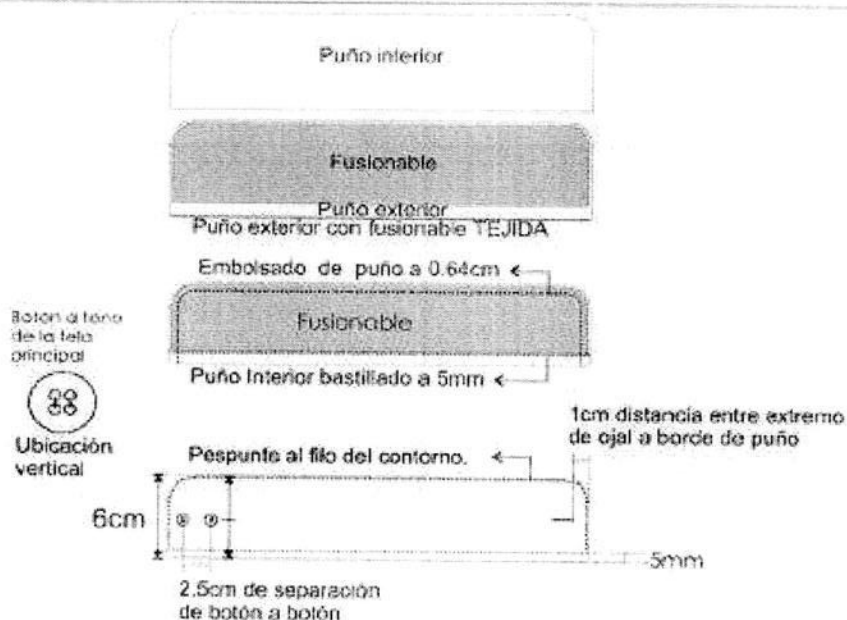 Puño interior
Fusionable
Puño exterior
Puño exterior con fusionable TEJIDA
Embolsado de puño a 0.64cm
Botón a tono
de la tela
principal
Fusionable
Puño Interior bastillado a 5mm
Ubicación
vertical
1cm distancia entre extremo
de ojal a borde de puño
Pespunte al filo del contorno.
6cm
5mm
2.5cm de separación
de botón a botón